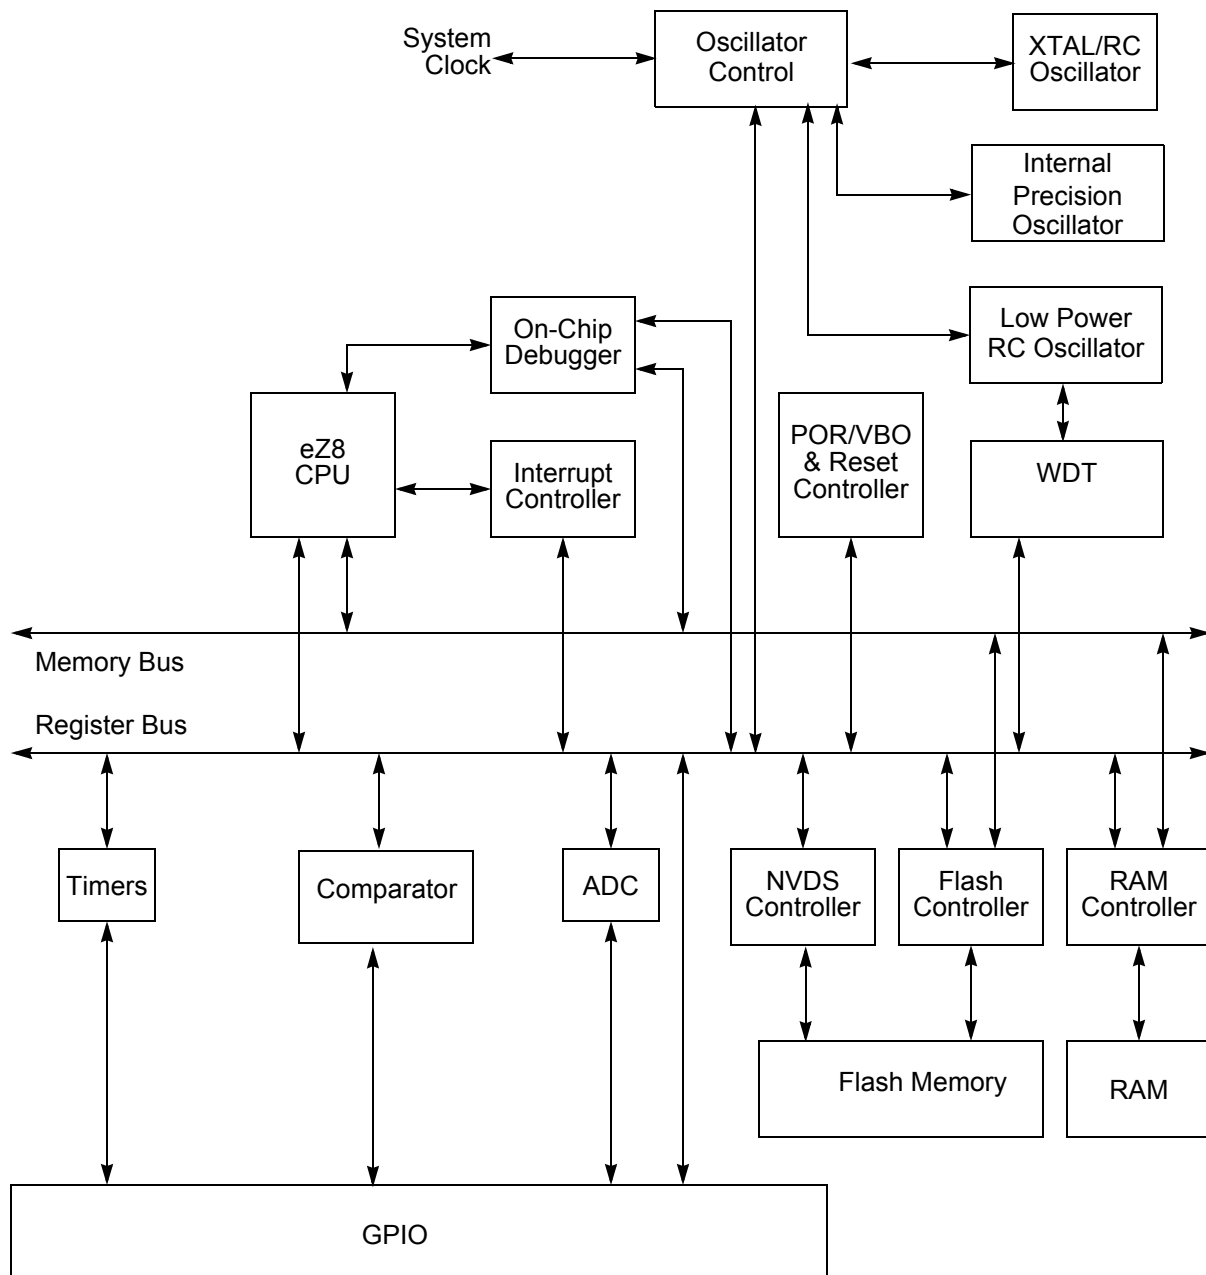 System
Clock
Oscillator
Control
XTAL/RC
Oscillator
Internal
Precision
Oscillator
On-Chip
Debugger
Low Power
RC Oscillator
eZ8
CPU
Interrupt
Controller
POR/VBO
& Reset
Controller
WDT
Memory Bus
Register Bus
Timers
Comparator
ADC
NVDS
Controller
Flash
Controller
RAM
Controller
Flash Memory
RAM
GPIO